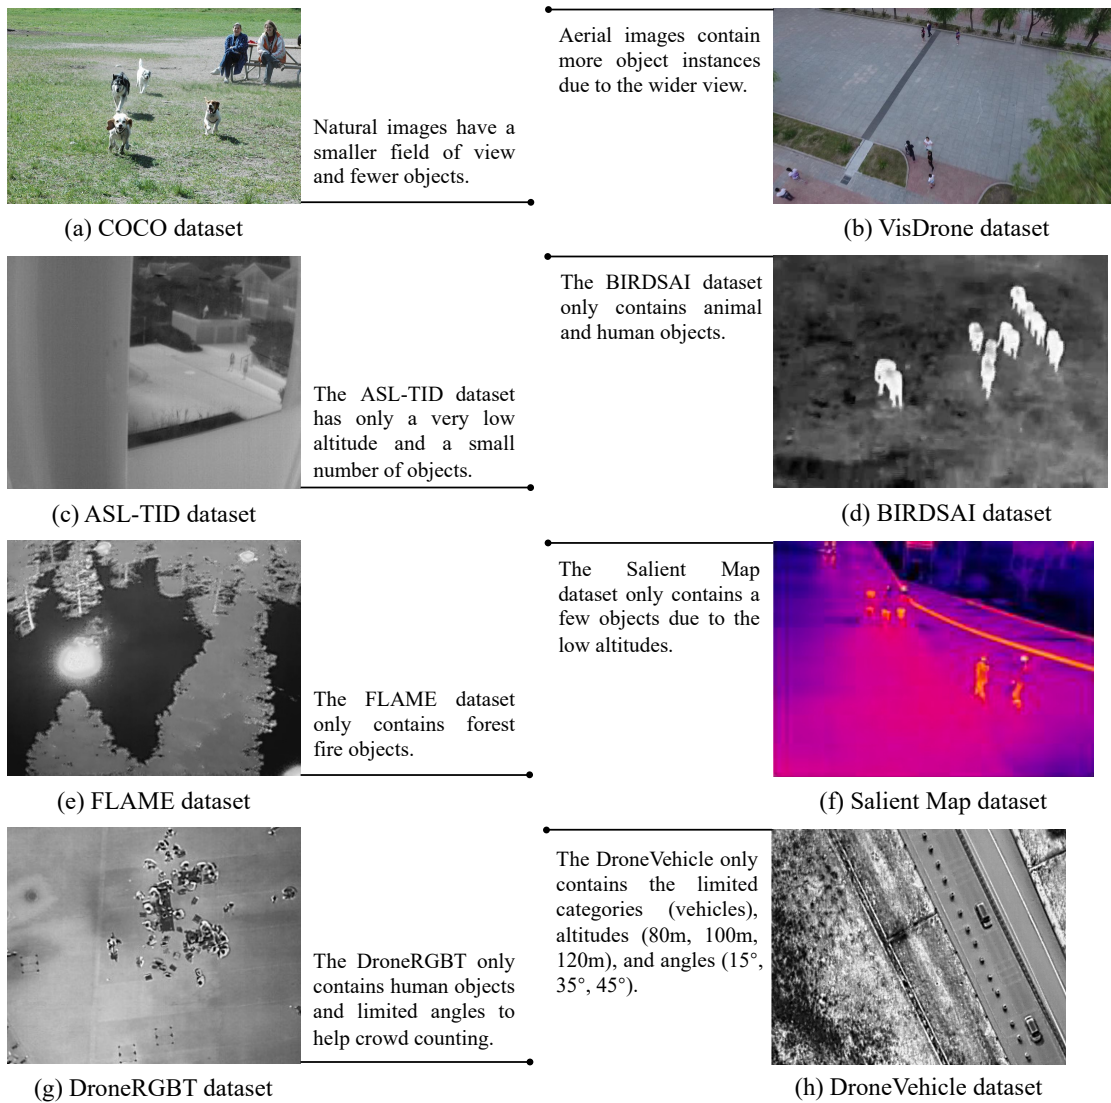 Natural images have a
smaller field of view
and fewer objects.
(a) COCO dataset
Aerial images contain
more object instances
due to the wider view.
(b) VisDrone dataset
The ASL-TID dataset
has only a very low
altitude and a small
number of objects.
(c) ASL-TID dataset
The BIRDSAI dataset
only contains animal
and human objects.
(d) BIRDSAI dataset
The FLAME dataset
only contains forest
fire objects.
(e) FLAME dataset
The Salient Map
dataset only contains a
few objects due to the
low altitudes.
(f) Salient Map dataset
The DroneRGBT only
contains human objects
and limited angles to
help crowd counting.
(g) DroneRGBT dataset
The DroneVehicle only
contains the limited
categories (vehicles),
altitudes (80m, 100m,
120m), and angles (15°,
35°, 45°).
(h) DroneVehicle dataset